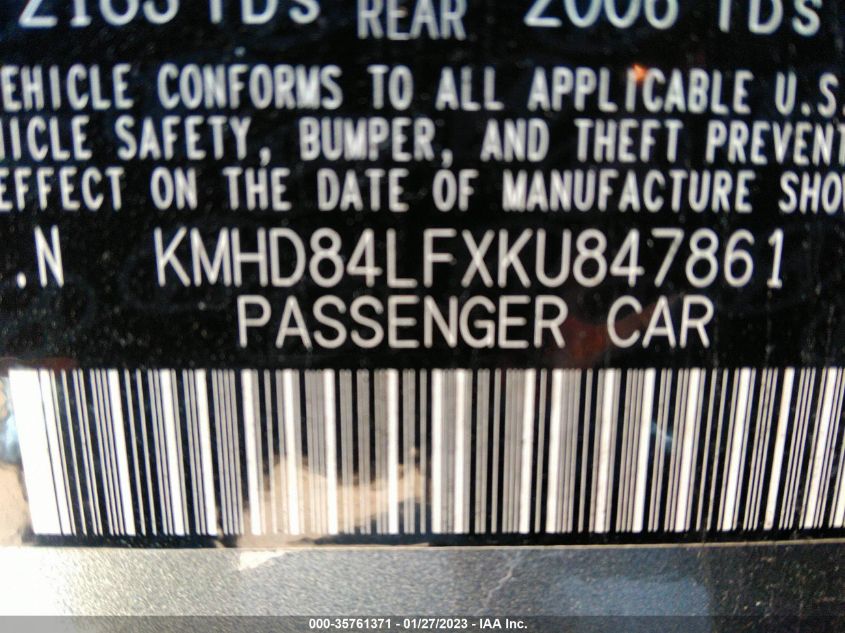 REAR
EHICLE CONFORMS TO ALL APPLICABLE U.S.
ICLE SAFETY, BUMPER, AND THEFT PREVENT
EFFECT ON THE DATE OF MANUFACTURE SHO
.N KMHD84LFXKU847861
PASSENGER CAR
000-35761371 - 01/27/2023 - IAA Inc.